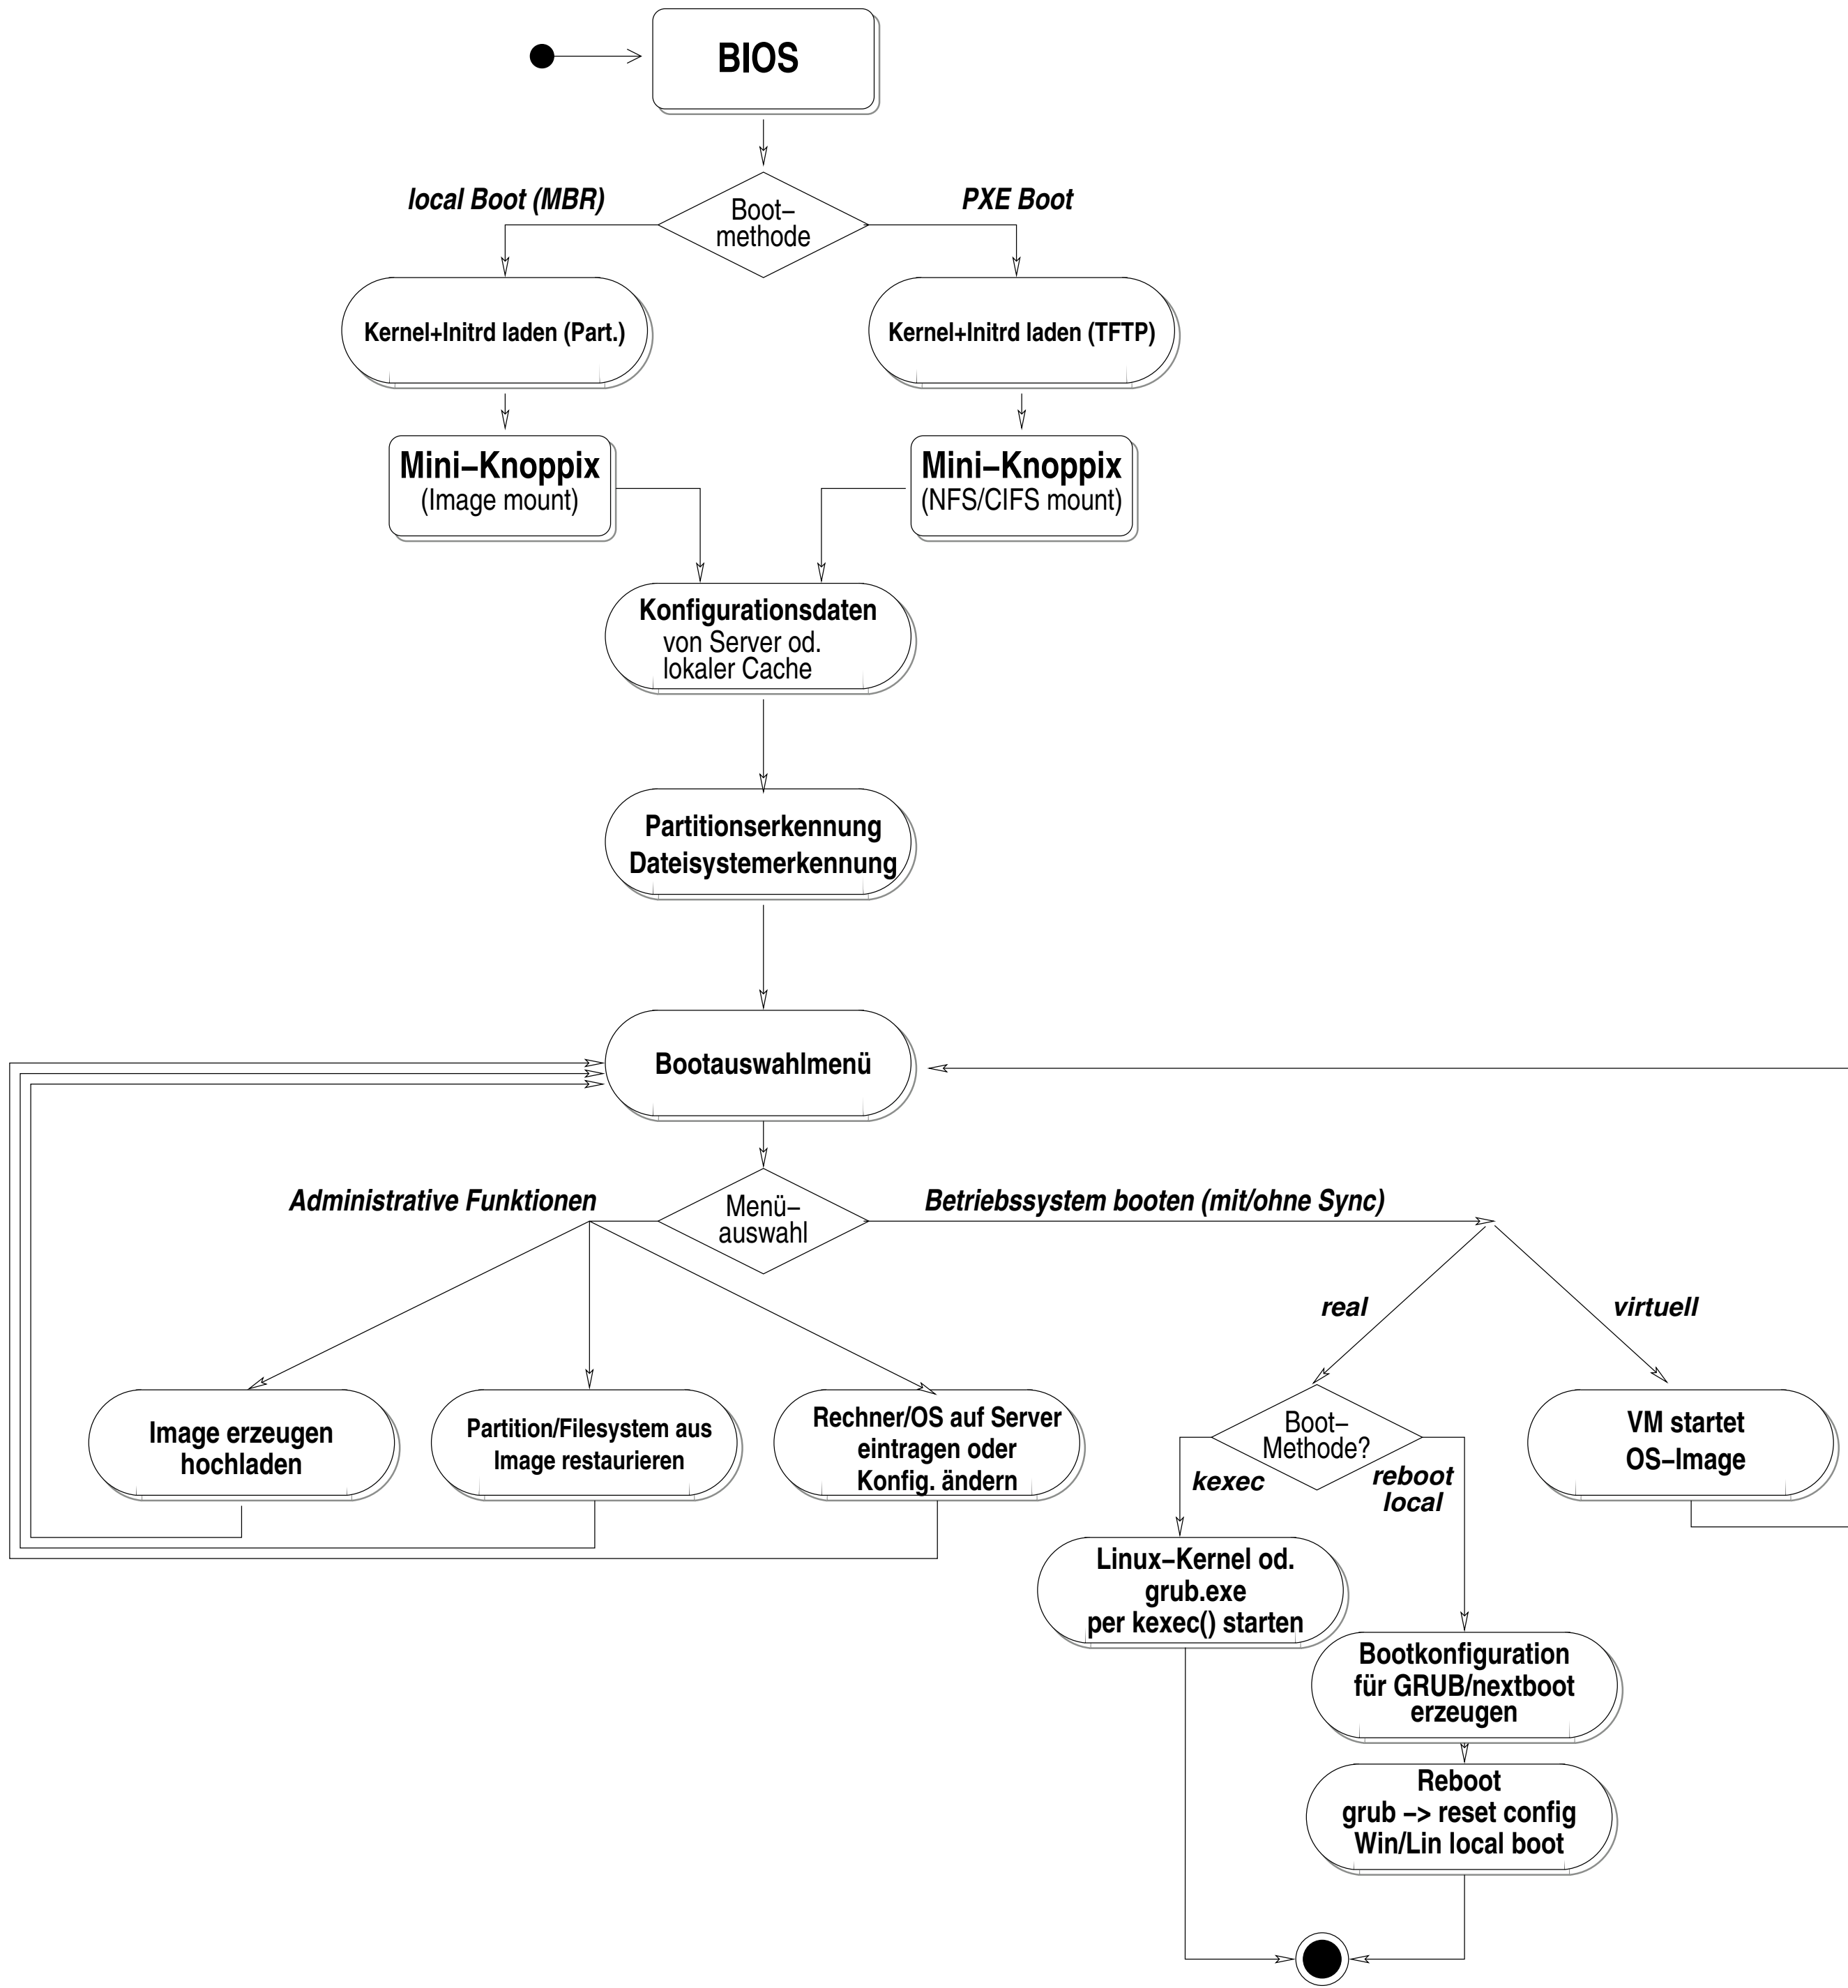 BIOS
local Boot (MBR)
PXE Boot
Boot–
methode
Kernel+Initrd laden (Part.)
Kernel+Initrd laden (TFTP)
Mini–Knoppix
(Image mount)
Mini–Knoppix
(NFS/CIFS mount)
Konfigurationsdaten
von Server od.
lokaler Cache
Partitionserkennung
Dateisystemerkennung
Bootauswahlmenü
Administrative Funktionen
Menü–
auswahl
Betriebssystem booten (mit/ohne Sync)
real
virtuell
Image erzeugen
hochladen
Partition/Filesystem aus
Image restaurieren
Rechner/OS auf Server
eintragen oder
Konfig. ändern
Boot–
Methode?
VM startet
OS–Image
kexec
reboot
local
Linux–Kernel od.
grub.exe
per kexec() starten
Bootkonfiguration
für GRUB/nextboot
erzeugen
Reboot
grub –> reset config
Win/Lin local boot